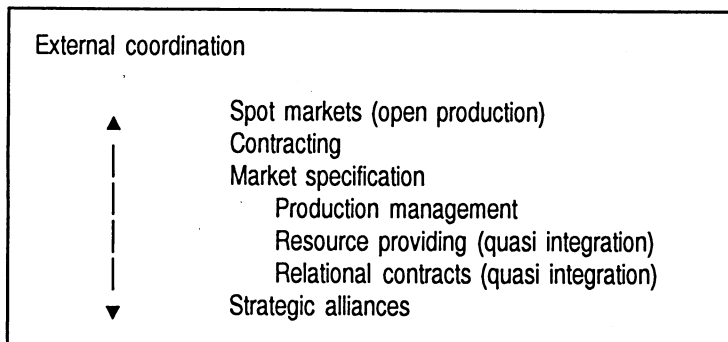 External coordination
Spot markets (open production)
Contracting
Market specification
Production management
Resource providing (quasi integration)
Relational contracts (quasi integration)
Strategic alliances